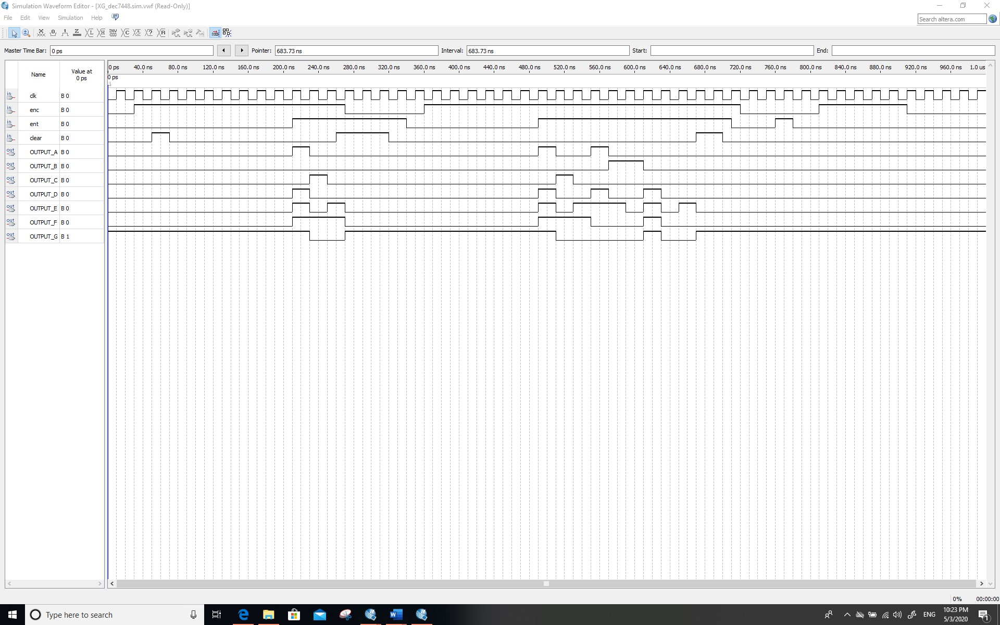 Simulation Waveform Editor - [XG_dec7448.sim.vwf (Read-Only)]
File Edit View Simulation Help
Search altera.com
Master Time Bar: 0 ps Pointer: 683.73 ns Interval: 683.73 ns Start: End:
Name Value at 0 ps
0 ps 40.0 ns 80.0 ns 120.0 ns 160.0 ns 200.0 ns 240.0 ns 280.0 ns 320.0 ns 360.0 ns 400.0 ns 440.0 ns 480.0 ns 520.0 ns 560.0 ns 600.0 ns 640.0 ns 680.0 ns 720.0 ns 760.0 ns 800.0 ns 840.0 ns 880.0 ns 920.0 ns 960.0 ns 1.0 us
0 ps
in clk B 0
in enc B 0
in ent B 0
in clear B 0
out OUTPUT_A B 0
out OUTPUT_B B 0
out OUTPUT_C B 0
out OUTPUT_D B 0
out OUTPUT_E B 0
out OUTPUT_F B 0
out OUTPUT_G B 1
0% 00:00:00
Type here to search
ENG
10:23 PM
5/3/2020
1